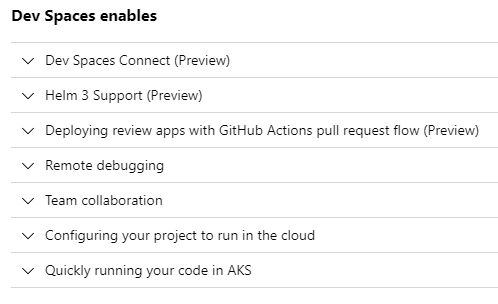 Dev Spaces enables
Dev Spaces Connect (Preview)
Helm 3 Support (Preview)
Deploying review apps with GitHub Actions pull request flow (Preview)
Remote debugging
Team collaboration
Configuring your project to run in the cloud
Quickly running your code in AKS